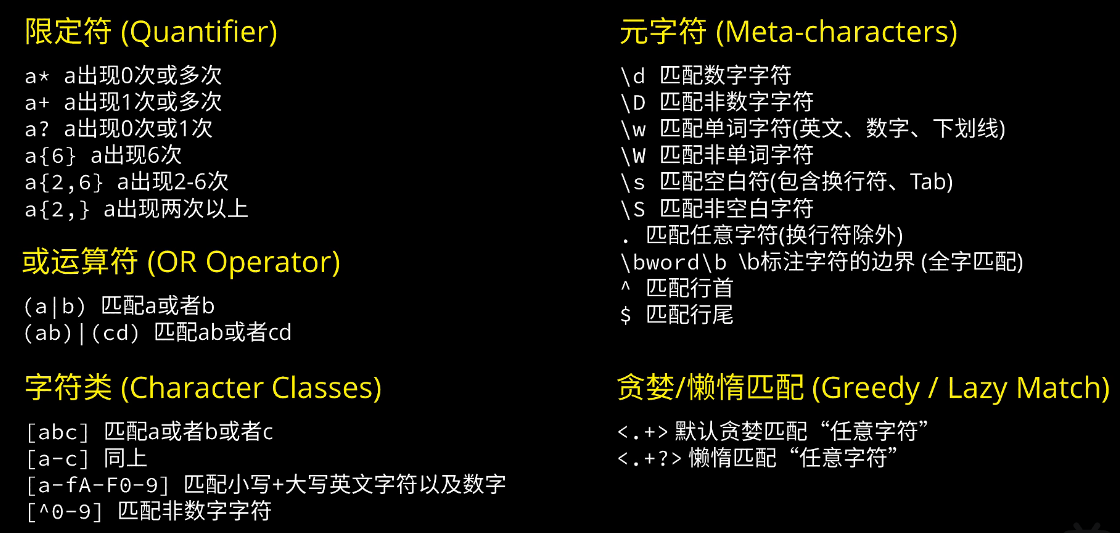 限定符 (Quantifier)
a* a出现0次或多次
a+ a出现1次或多次
a? a出现0次或1次
a{6} a出现6次
a{2,6} a出现2-6次
a{2,} a出现两次以上
或运算符 (OR Operator)
(a|b) 匹配a或者b
(ab)|(cd) 匹配ab或者cd
字符类 (Character Classes)
[abc] 匹配a或者b或者c
[a-c] 同上
[a-fA-F0-9] 匹配小写+大写英文字符以及数字
[^0-9] 匹配非数字字符
元字符 (Meta-characters)
\d 匹配数字字符
\D 匹配非数字字符
\w 匹配单词字符(英文、数字、下划线)
\W 匹配非单词字符
\s 匹配空白符(包含换行符、Tab)
\S 匹配非空白字符
. 匹配任意字符(换行符除外)
\bword\b \b标注字符的边界 (全字匹配)
^ 匹配行首
$ 匹配行尾
贪婪/懒惰匹配 (Greedy / Lazy Match)
<.+> 默认贪婪匹配“任意字符”
<.+?> 懒惰匹配“任意字符”